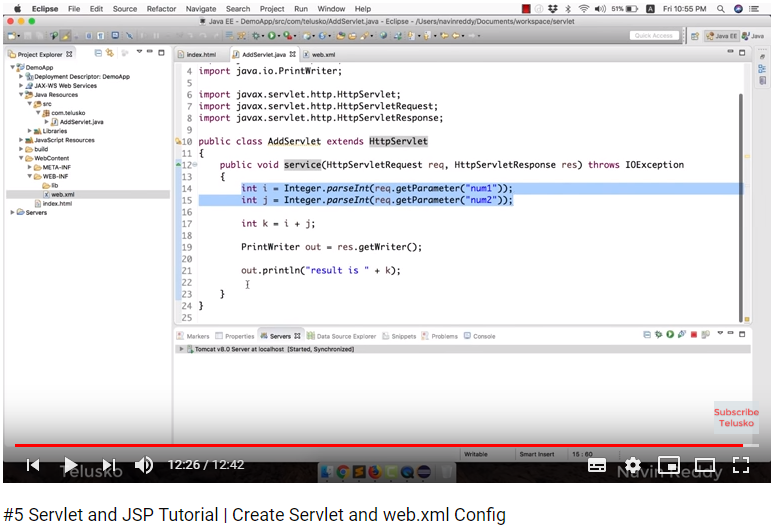 Eclipse File Edit Source Refactor Navigate Search Project Run Window Help 51% Fri 10:55 PM
Java EE - DemoApp/src/com/telusko/AddServlet.java - Eclipse - /Users/navinreddy/Documents/workspace/servlet
Quick Access Java EE Java
Project Explorer
index.html AddServlet.java web.xml
DemoApp
Deployment Descriptor: DemoApp
JAX-WS Web Services
Java Resources
src
com.telusko
AddServlet.java
Libraries
JavaScript Resources
build
WebContent
META-INF
WEB-INF
lib
web.xml
index.html
Servers
4 import java.io.PrintWriter;
5
6 import javax.servlet.http.HttpServlet;
7 import javax.servlet.http.HttpServletRequest;
8 import javax.servlet.http.HttpServletResponse;
9
10 public class AddServlet extends HttpServlet
11 {
12 public void service(HttpServletRequest req, HttpServletResponse res) throws IOException
13 {
14 int i = Integer.parseInt(req.getParameter("num1"));
15 int j = Integer.parseInt(req.getParameter("num2"));
16
17 int k = i + j;
18
19 PrintWriter out = res.getWriter();
20
21 out.println("result is " + k);
22
23 }
24 }
25
Markers Properties Servers Data Source Explorer Snippets Problems Console
Tomcat v8.0 Server at localhost [Started, Synchronized]
Subscribe
Telusko
Writable Smart Insert 15 : 60
12:26 / 12:42
Telusko Navin Reddy
#5 Servlet and JSP Tutorial | Create Servlet and web.xml Config